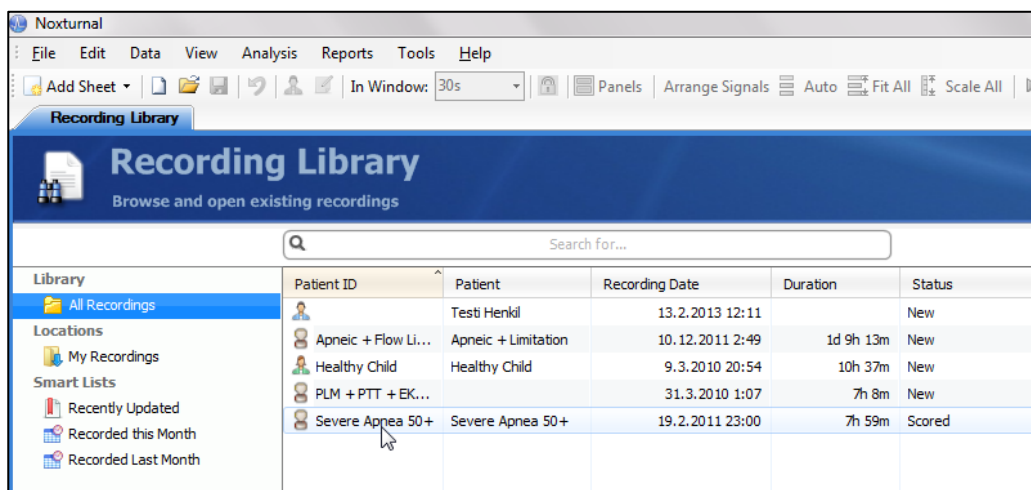 Noxturnal
File Edit Data View Analysis Reports Tools Help
Add Sheet In Window: 30s Panels Arrange Signals Auto Fit All Scale All
Recording Library
Recording Library
Browse and open existing recordings
Search for...
Library
All Recordings
Locations
My Recordings
Smart Lists
Recently Updated
Recorded this Month
Recorded Last Month
Patient ID Patient Recording Date Duration Status
Testi Henkil 13.2.2013 12:11 New
Apneic + Flow Li... Apneic + Limitation 10.12.2011 2:49 1d 9h 13m New
Healthy Child Healthy Child 9.3.2010 20:54 10h 37m New
PLM + PTT + EK... 31.3.2010 1:07 7h 8m New
Severe Apnea 50+ Severe Apnea 50+ 19.2.2011 23:00 7h 59m Scored